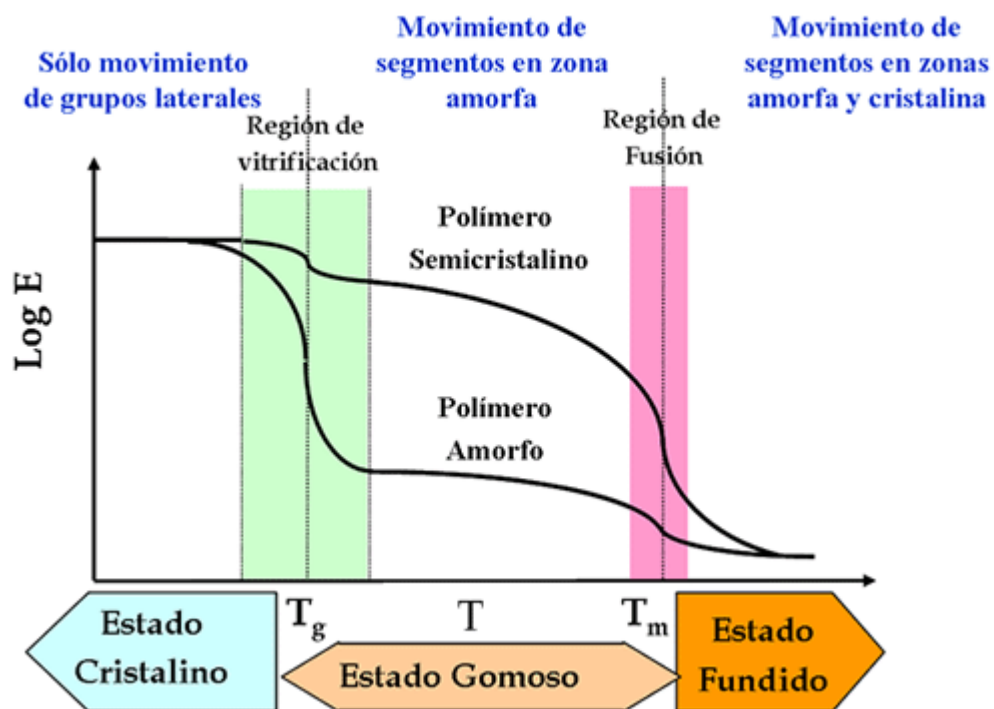 Sólo movimiento
de grupos laterales
Movimiento de
segmentos en zona
amorfa
Movimiento de
segmentos en zonas
amorfa y cristalina
Región de
vitrificación
Región de
Fusión
Log E
Polímero
Semicristalino
Polímero
Amorfo
Tg
T
Tm
Estado
Cristalino
Estado Gomoso
Estado
Fundido